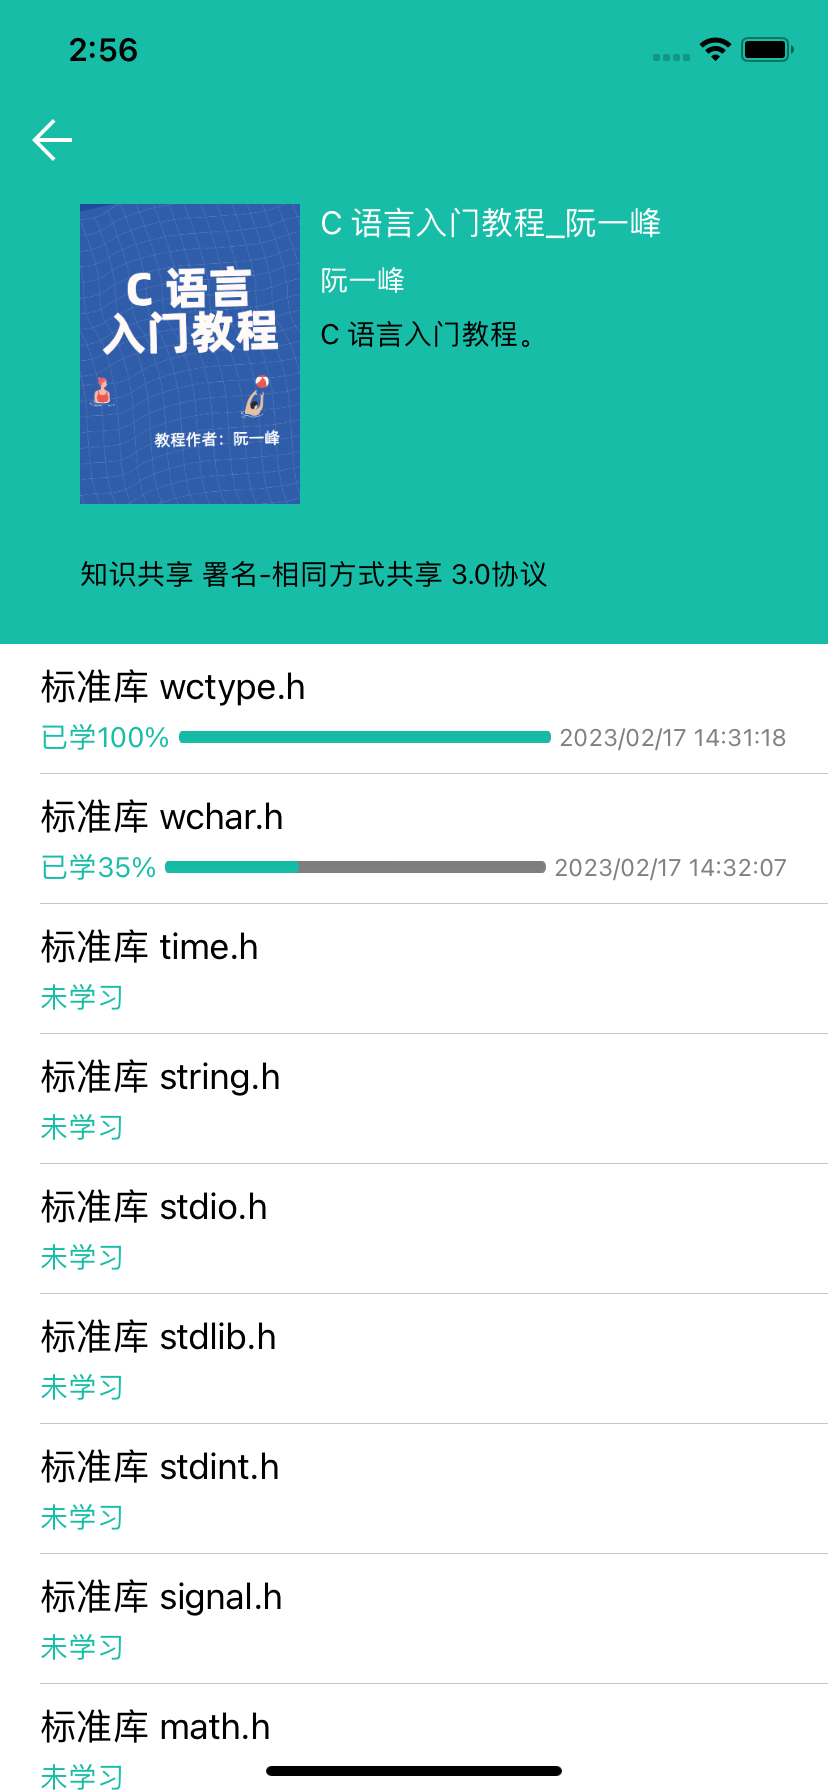 2:56
C 语言
入门教程
教程作者：阮一峰
C 语言入门教程_阮一峰
阮一峰
C 语言入门教程。
知识共享 署名-相同方式共享 3.0协议
标准库 wctype.h
已学100% 2023/02/17 14:31:18
标准库 wchar.h
已学35% 2023/02/17 14:32:07
标准库 time.h
未学习
标准库 string.h
未学习
标准库 stdio.h
未学习
标准库 stdlib.h
未学习
标准库 stdint.h
未学习
标准库 signal.h
未学习
标准库 math.h
未学习